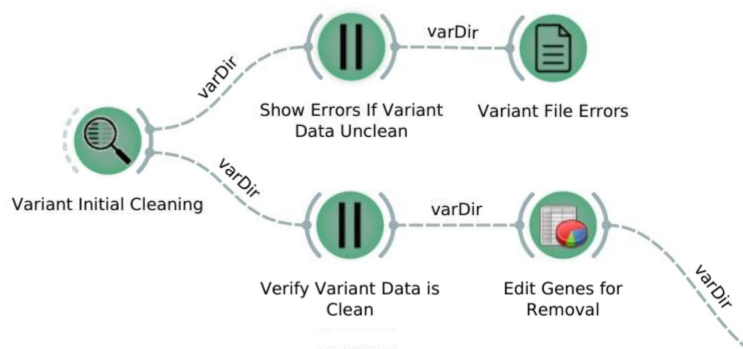 varDir
varDir
Show Errors If Variant
Data Unclean
Variant File Errors
Variant Initial Cleaning
varDir
varDir
Verify Variant Data is
Clean
Edit Genes for
Removal
varDir